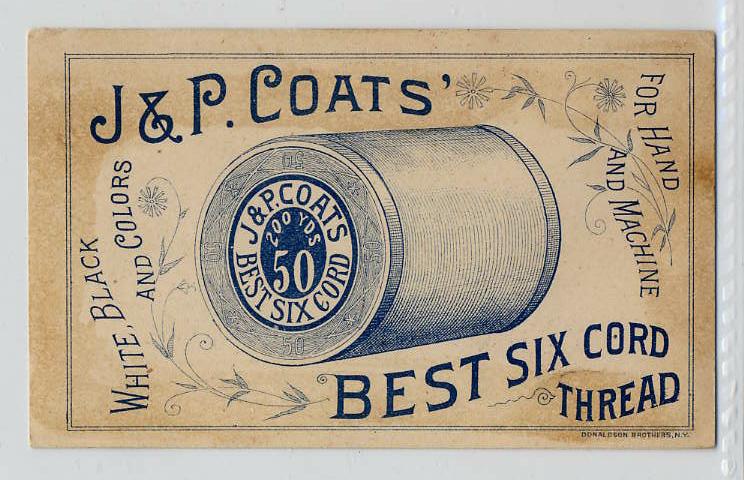 J&P. COATS'
FOR HAND
AND MACHINE
WHITE, BLACK
AND COLORS
50
J&P. COATS
200 YDS
50
BEST SIX CORD
50
50
50
BEST SIX CORD
THREAD
DONALDSON BROTHERS, N.Y.